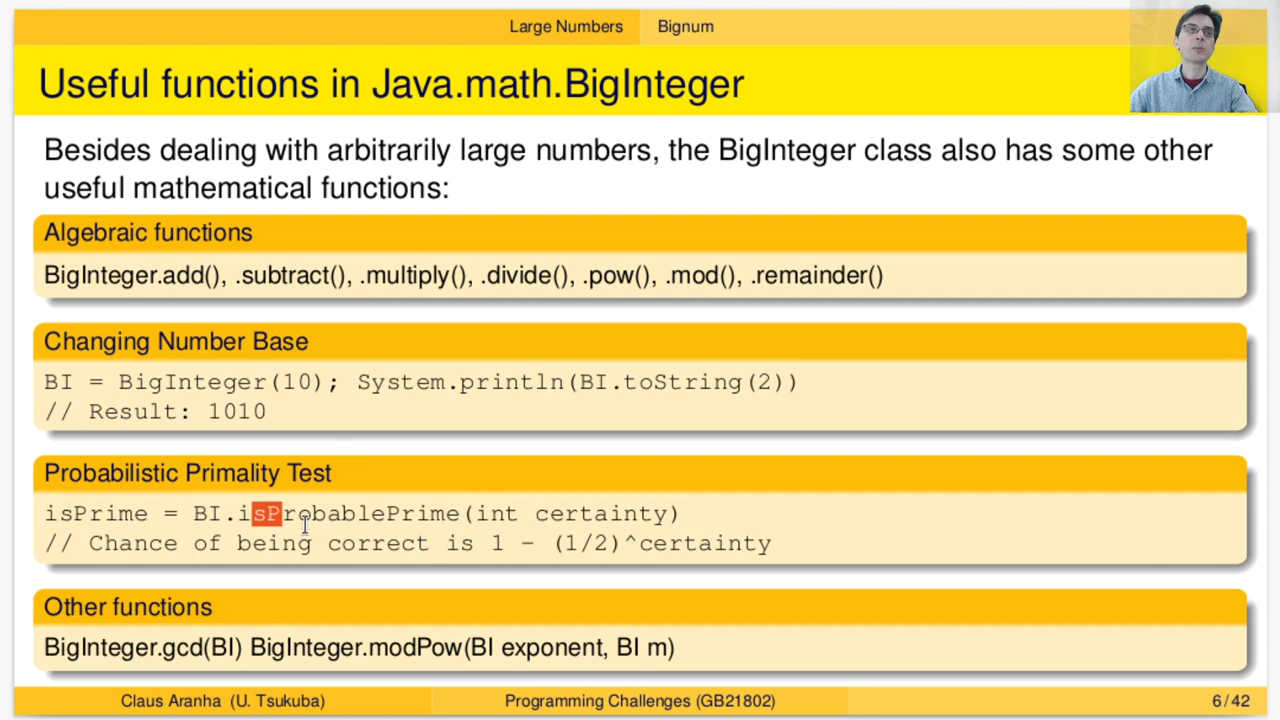 Large Numbers Bignum
Useful functions in Java.math.BigInteger
Besides dealing with arbitrarily large numbers, the BigInteger class also has some other
useful mathematical functions:
Algebraic functions
BigInteger.add(), .subtract(), .multiply(), .divide(), .pow(), .mod(), .remainder()
Changing Number Base
BI = BigInteger(10); System.println(BI.toString(2))
// Result: 1010
Probabilistic Primality Test
isPrime = BI.isProbablePrime(int certainty)
// Chance of being correct is 1 - (1/2)^certainty
Other functions
BigInteger.gcd(BI) BigInteger.modPow(BI exponent, BI m)
Claus Aranha (U. Tsukuba) Programming Challenges (GB21802) 6 / 42